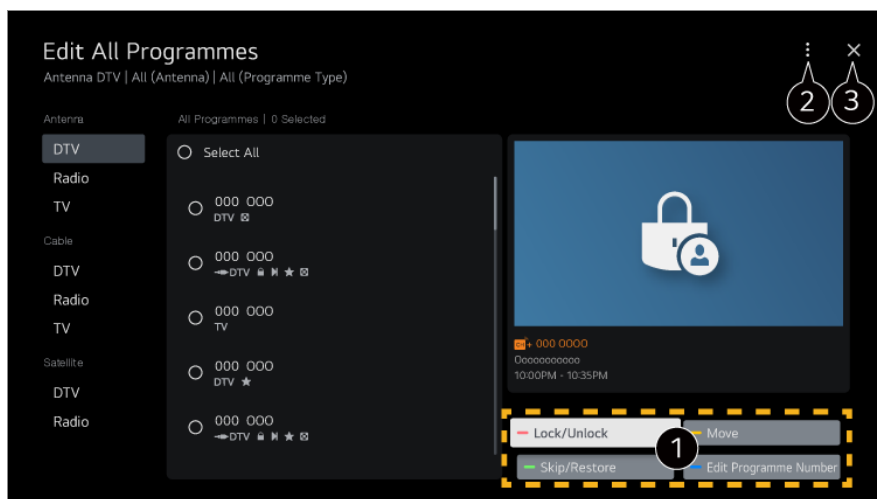 Edit All Programmes
Antenna DTV | All (Antenna) | All (Programme Type)
2
3
Antenna
DTV
Radio
TV
Cable
DTV
Radio
TV
Satellite
DTV
Radio
All Programmes | 0 Selected
Select All
000 000
DTV
000 000
DTV
000 000
TV
000 000
DTV ★
000 000
DTV
000 0000
Oooooooooo
10:00PM - 10:35PM
Lock/Unlock
1
Move
Skip/Restore
Edit Programme Number